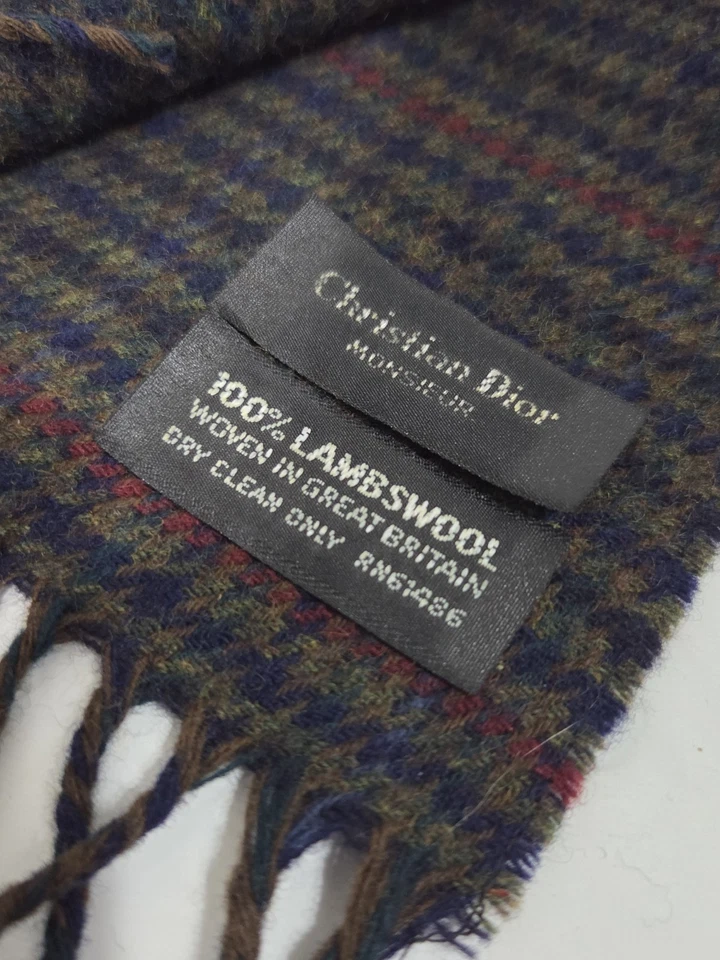 Christian Dior
MONSIEUR
100% LAMBSWOOL
WOVEN IN GREAT BRITAIN
DRY CLEAN ONLY RN61486